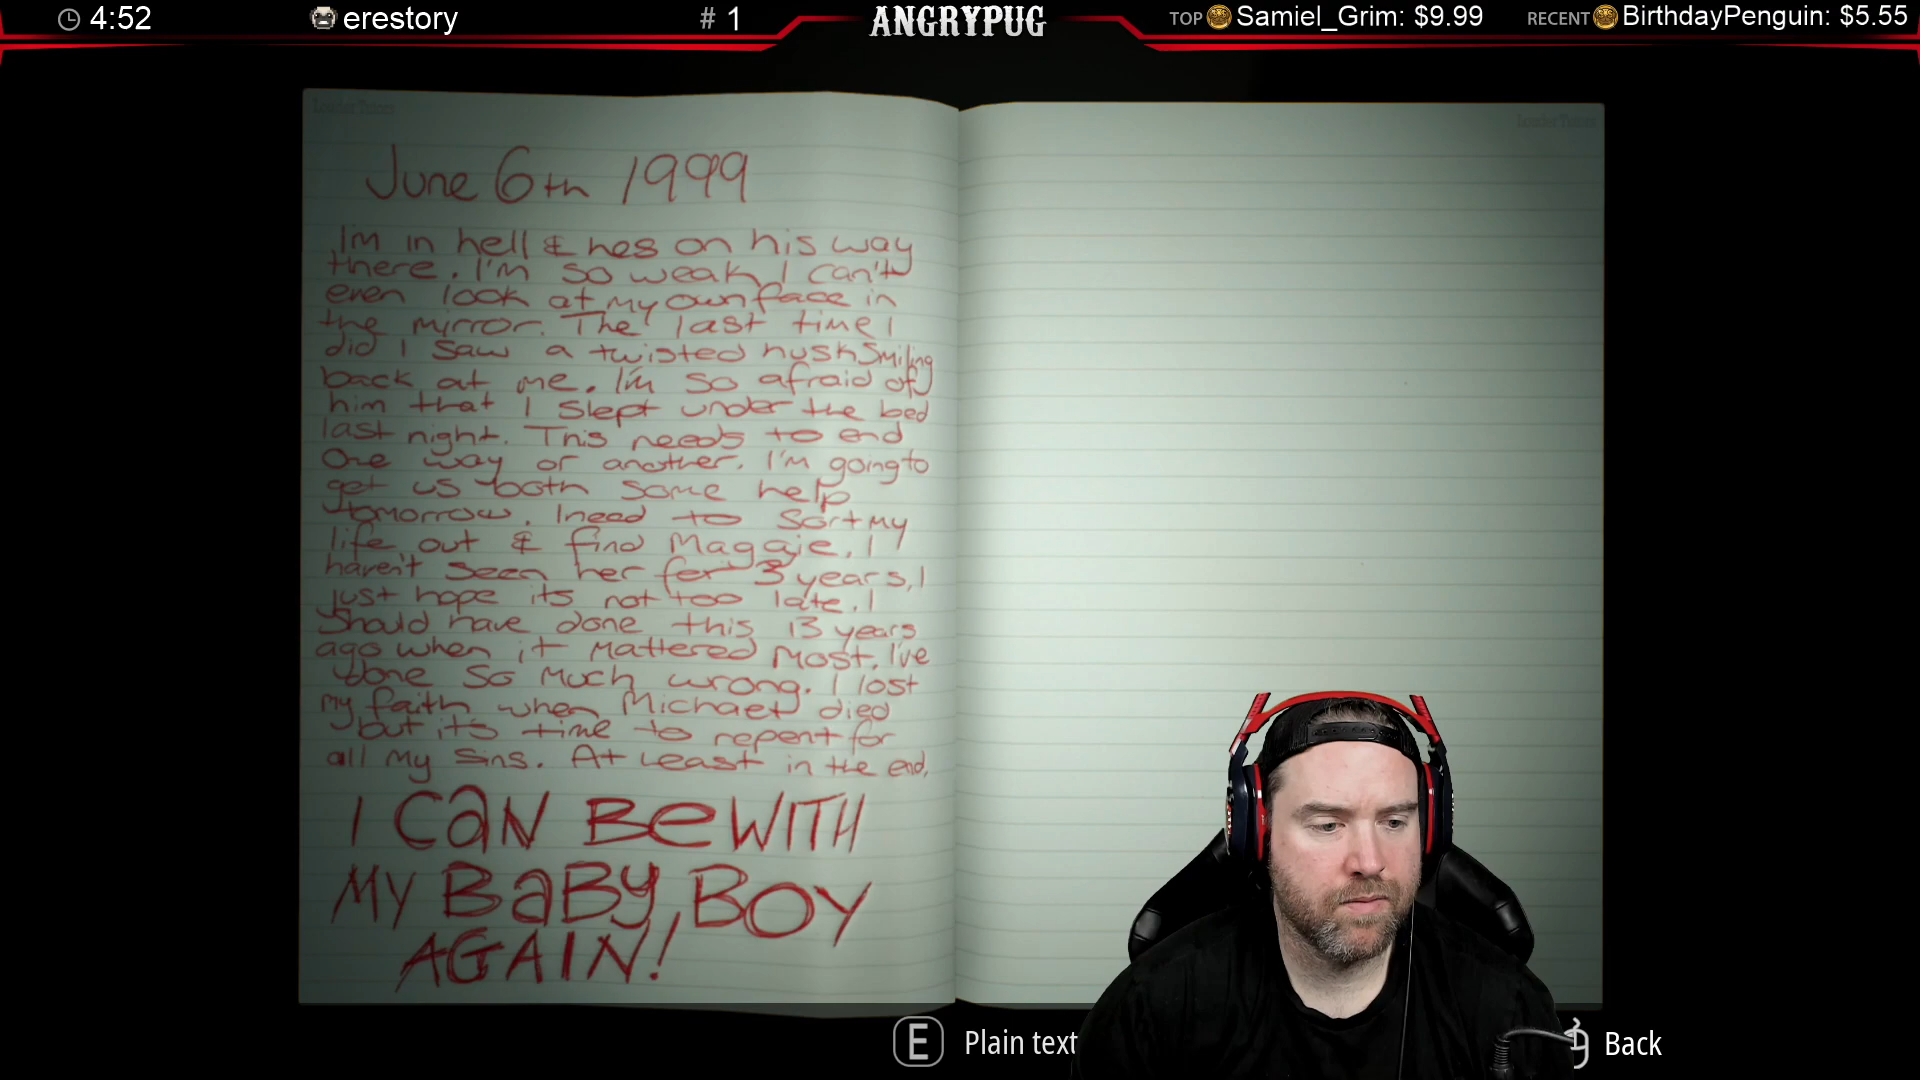 4:52
erestory
# 1
ANGRYPUG
TOP Samiel_Grim: $9.99
RECENT BirthdayPenguin: $5.55
June 6th 1999
I'm in hell & hes on his way
there. I'm so weak I can't
even look at my own face in
the mirror. The last time I
did I saw a twisted husk smiling
back at me. I'm so afraid of
him that I slept under the bed
last night. This needs to end
One way or another. I'm going to
get us both some help
tomorrow. I need to sort my
life out & find Maggie. I
haven't seen her for 3 years, I
just hope its not too late. I
Should have done this 13 years
ago when it mattered most. I've
done so much wrong. I lost
my faith when Michael died
but it's time to repent for
all my sins. At least in the end,
I CaN BeWITH
MY BaBy BOY
AGAIN!
E Plain text
Back